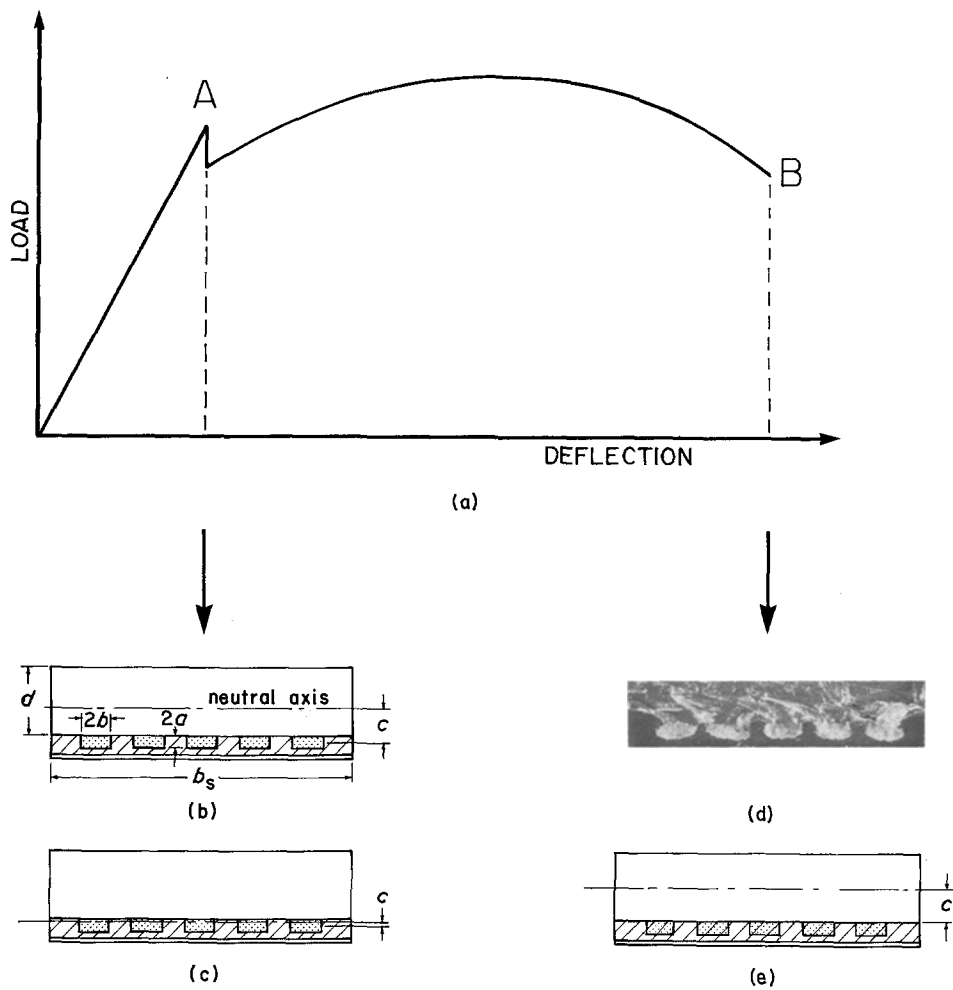 A
B
LOAD
DEFLECTION
(a)
d
neutral axis
2b
2a
c
b_s
(b)
(d)
c
(c)
c
(e)